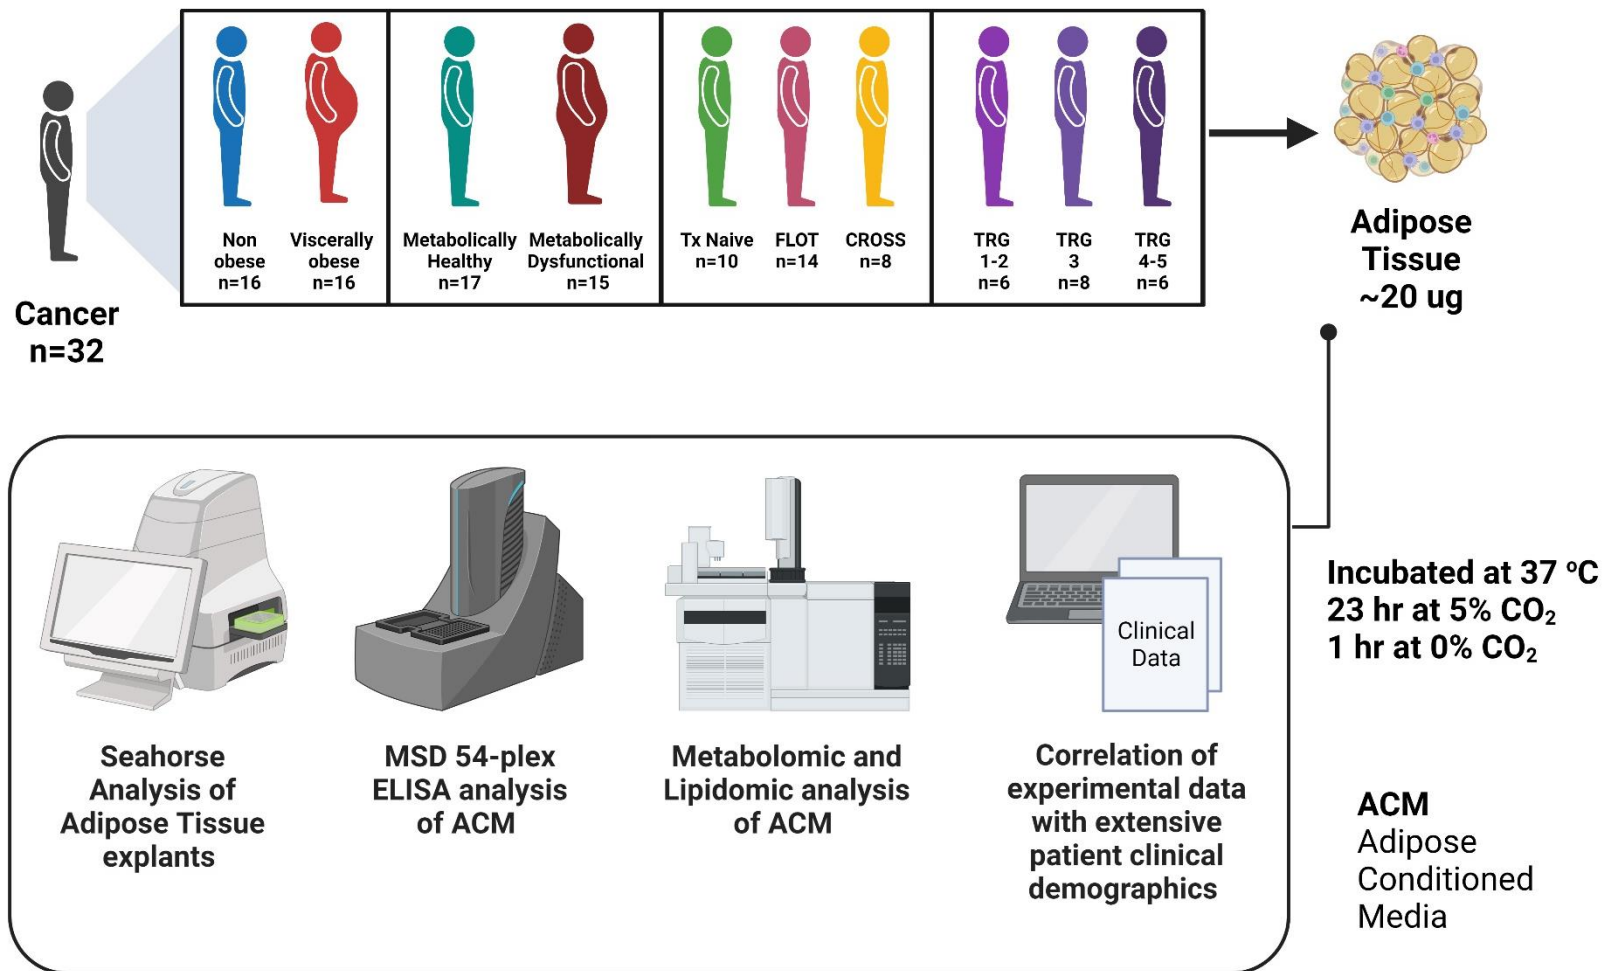 Cancer
n=32
Non
obese
n=16
Viscerally
obese
n=16
Metabolically
Healthy
n=17
Metabolically
Dysfunctional
n=15
Tx Naive
n=10
FLOT
n=14
CROSS
n=8
TRG
1-2
n=6
TRG
3
n=8
TRG
4-5
n=6
Adipose
Tissue
~20 ug
Incubated at 37 ºC
23 hr at 5% CO₂
1 hr at 0% CO₂
Seahorse
Analysis of
Adipose Tissue
explants
MSD 54-plex
ELISA analysis
of ACM
Metabolomic and
Lipidomic analysis
of ACM
Clinical
Data
Correlation of
experimental data
with extensive
patient clinical
demographics
ACM
Adipose
Conditioned
Media